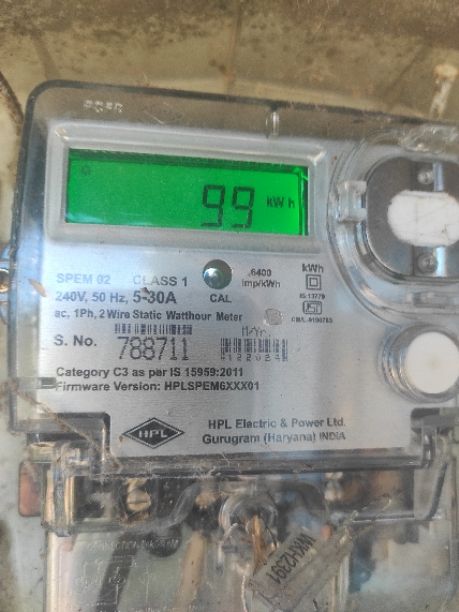 99 kWh
SPEM 02 CLASS 1
240V, 50 Hz, 5-30A
CAL
6400
imp/kWh
kWh
IS 13779
ac, 1Ph, 2 Wire Static Watthour Meter
S. No. 788711
Category C3 as per IS 15959:2011
Firmware Version: HPLSPEM6XXX01
HPL
HPL Electric & Power Ltd.
Gurugram (Haryana) INDIA